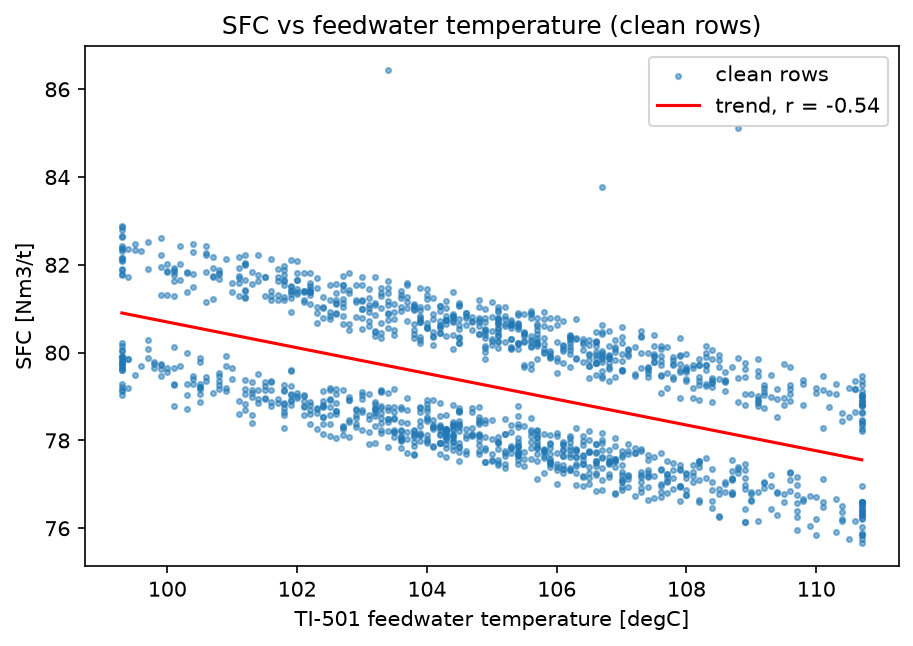 SFC vs feedwater temperature (clean rows)
clean rows
trend, r = -0.54
86
84
82
80
78
76
SFC [Nm3/t]
100 102 104 106 108 110
TI-501 feedwater temperature [degC]